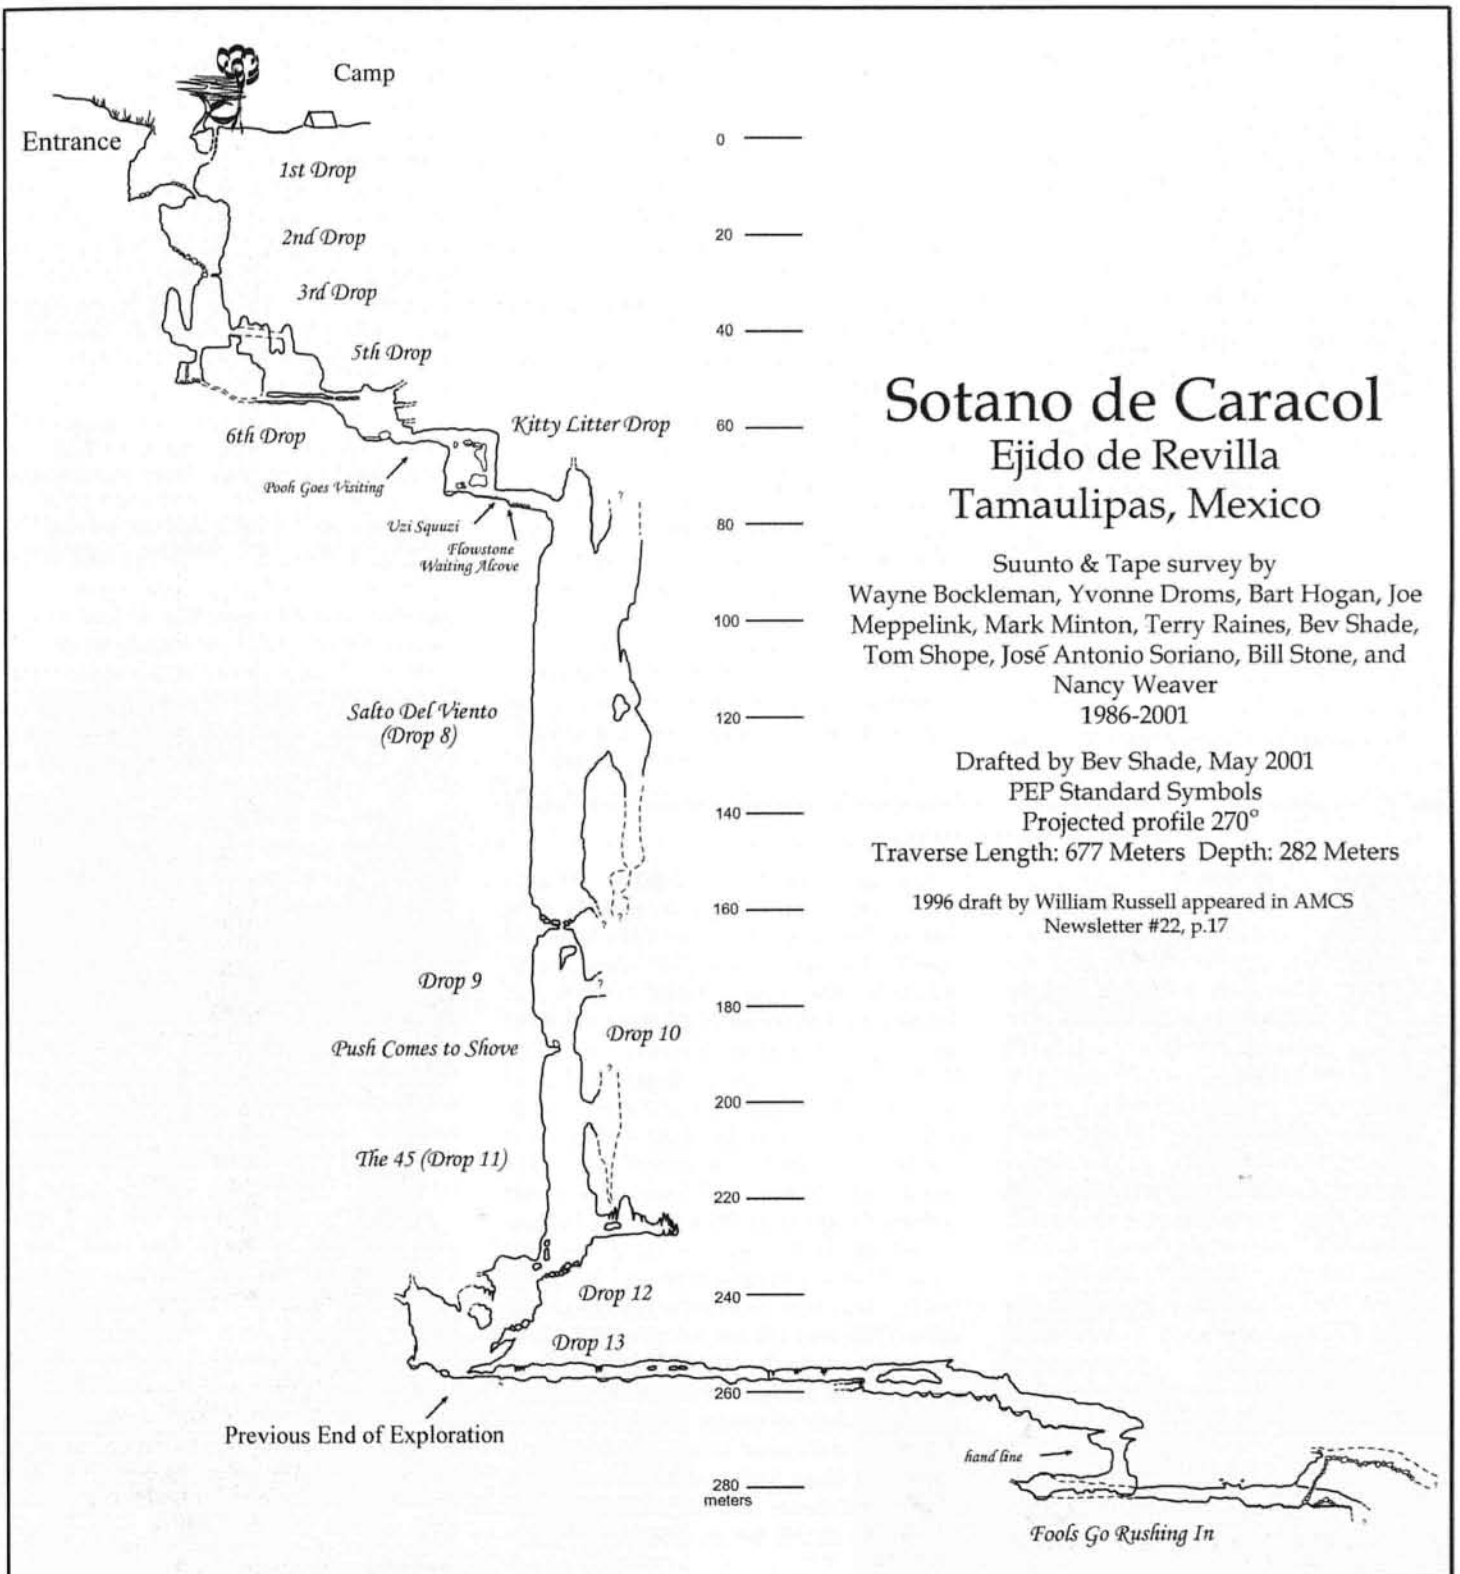 Camp
Entrance
1st Drop
2nd Drop
3rd Drop
5th Drop
6th Drop
Kitty Litter Drop
Pooh Goes Visiting
Uzi Squuzi
Flowstone
Waiting Alcove
Salto Del Viento
(Drop 8)
Drop 9
Drop 10
Push Comes to Shove
The 45 (Drop 11)
Drop 12
Drop 13
Previous End of Exploration
hand line
Fools Go Rushing In
0
20
40
60
80
100
120
140
160
180
200
220
240
260
280
meters
?
?
?
?
?
?
Sotano de Caracol
Ejido de Revilla
Tamaulipas, Mexico
Suunto & Tape survey by
Wayne Bockleman, Yvonne Droms, Bart Hogan, Joe
Meppelink, Mark Minton, Terry Raines, Bev Shade,
Tom Shope, José Antonio Soriano, Bill Stone, and
Nancy Weaver
1986-2001
Drafted by Bev Shade, May 2001
PEP Standard Symbols
Projected profile 270°
Traverse Length: 677 Meters Depth: 282 Meters
1996 draft by William Russell appeared in AMCS
Newsletter #22, p.17